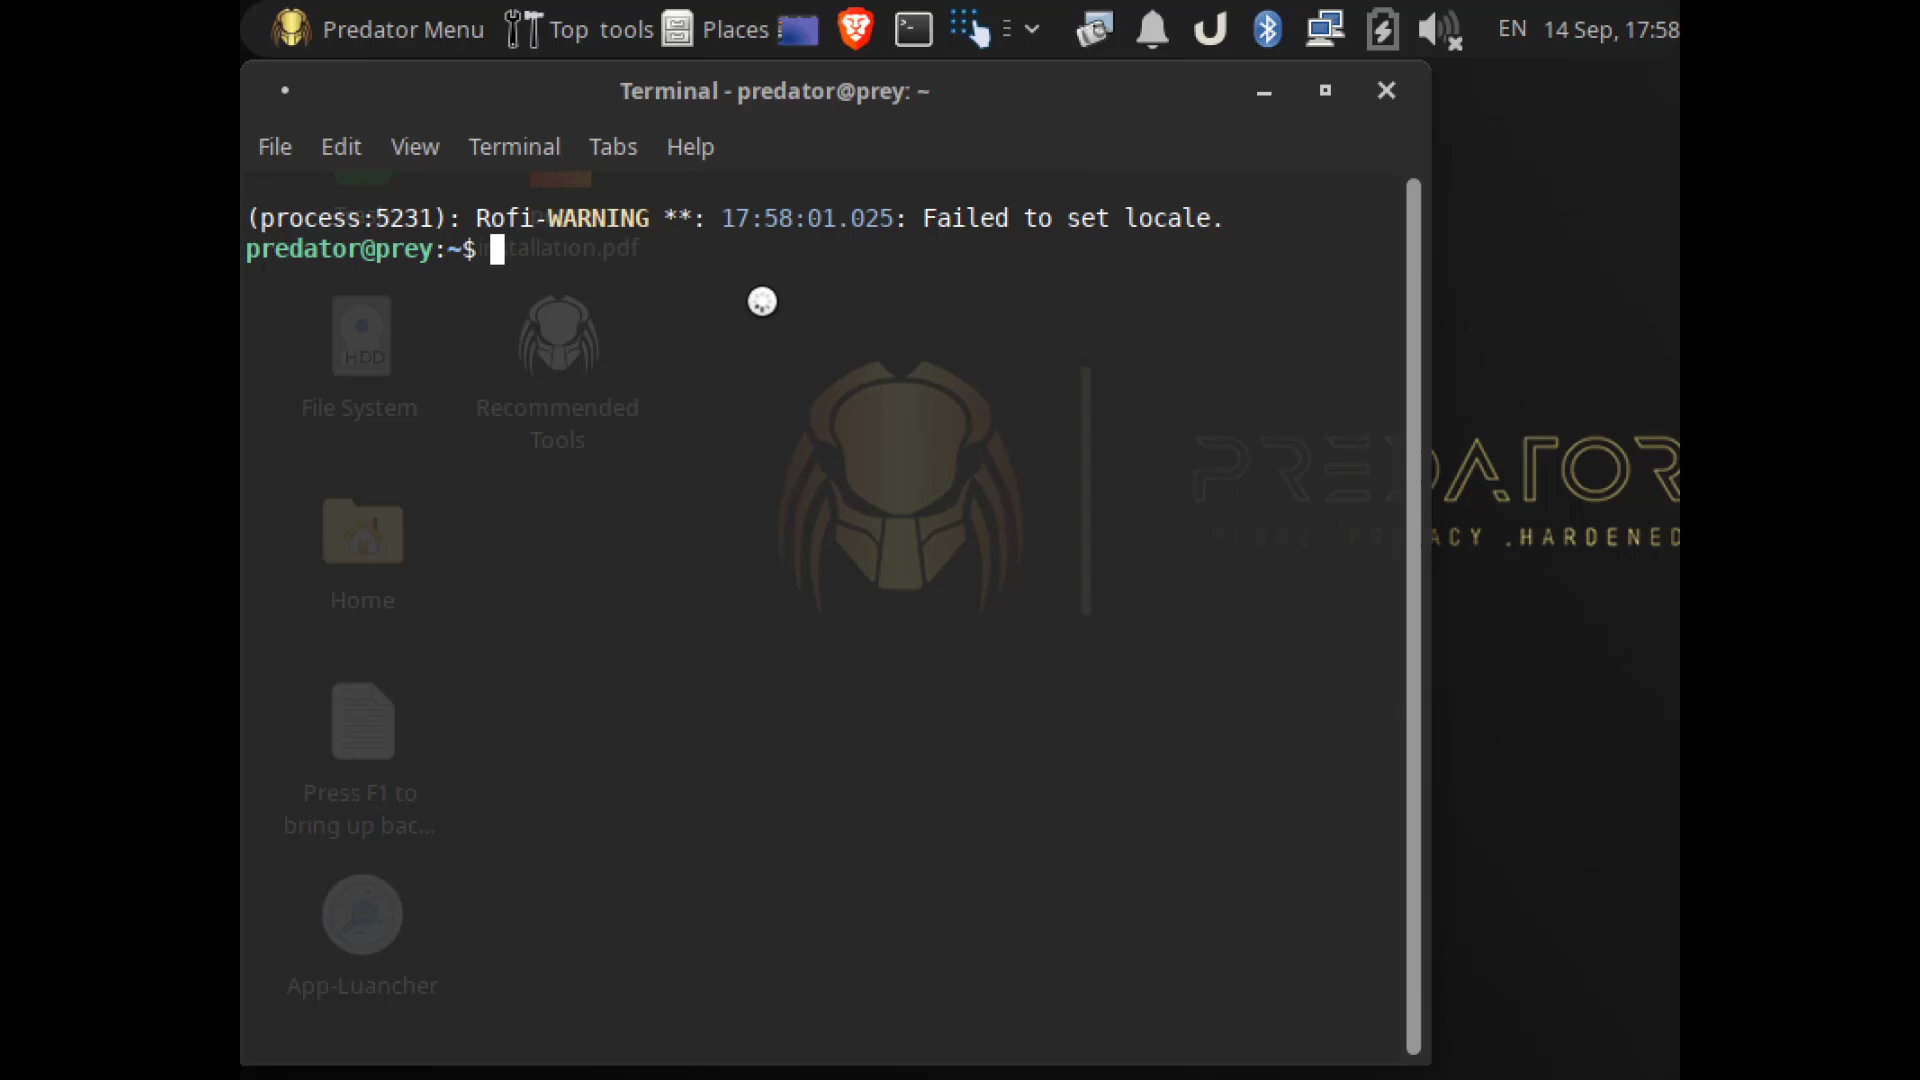 Predator Menu Top tools Places EN 14 Sep, 17:58
Terminal - predator@prey: ~
File Edit View Terminal Tabs Help
(process:5231): Rofi-WARNING **: 17:58:01.025: Failed to set locale.
predator@prey:~$
installation.pdf
HDD
File System
Recommended
Tools
PREDATOR
HARDENED
Home
Press F1 to
bring up bac...
App-Luancher